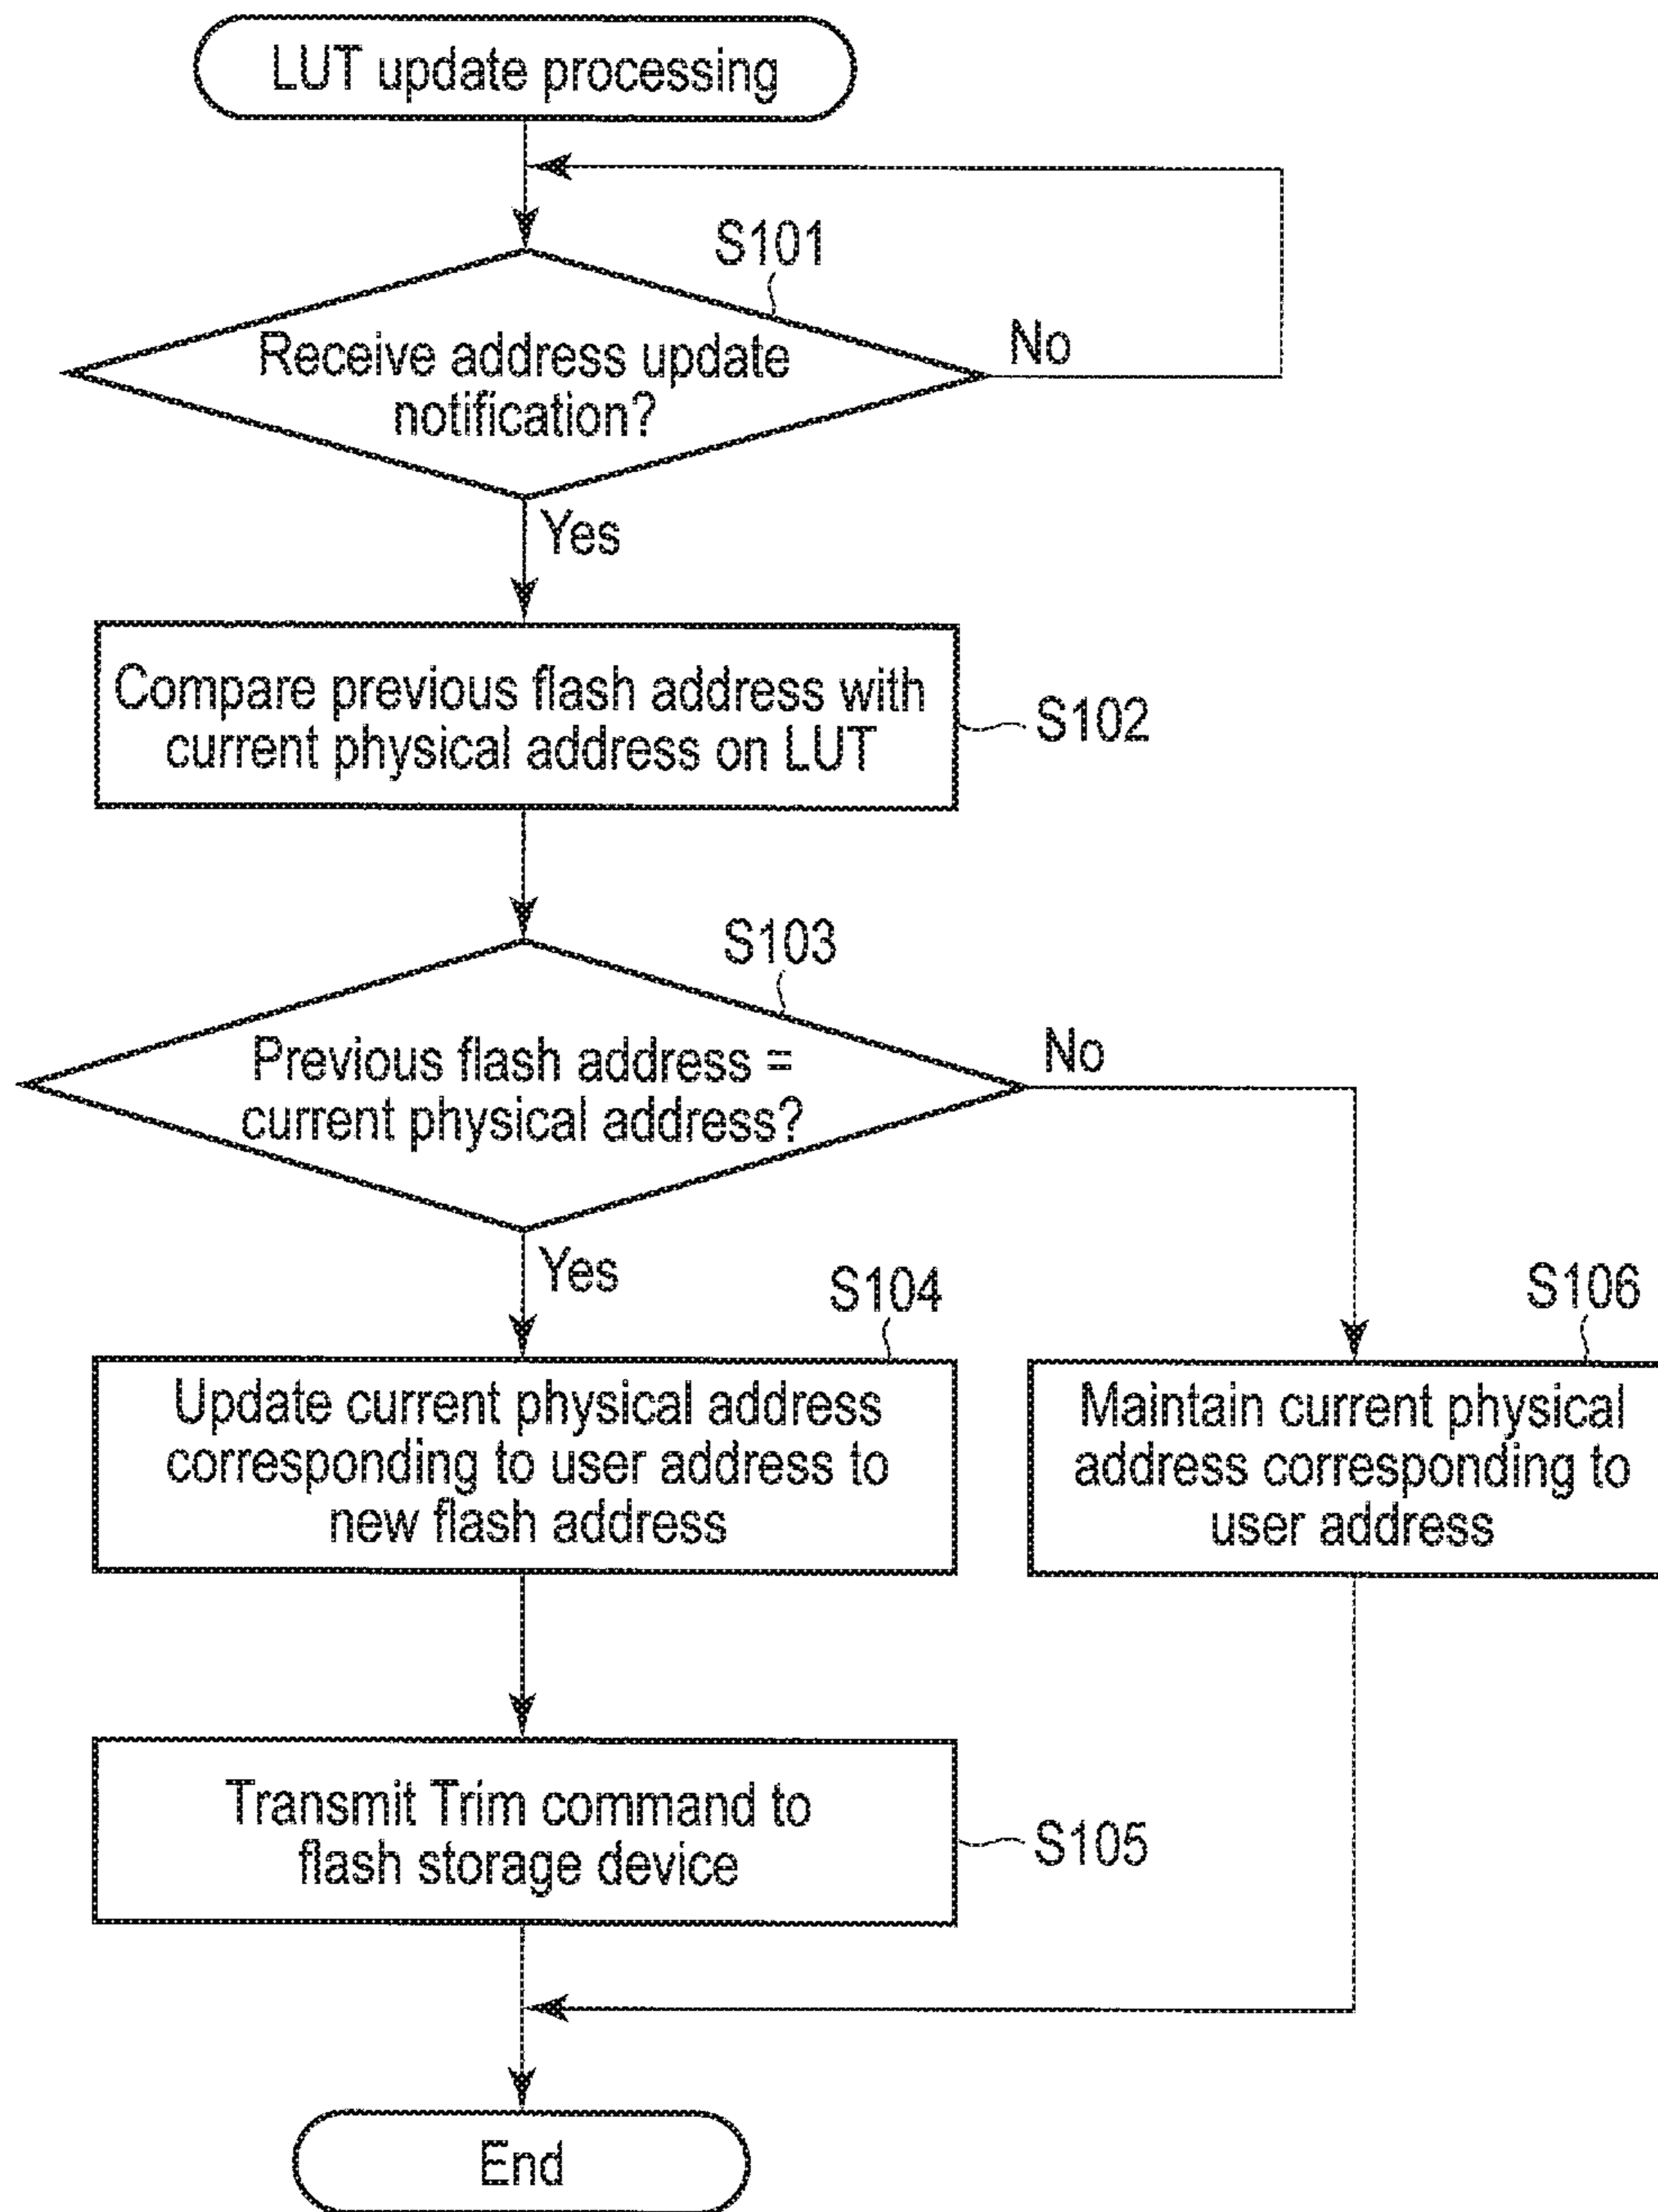 LUT update processing
S101
Receive address update
notification?
No
Yes
Compare previous flash address with
current physical address on LUT
S102
S103
Previous flash address =
current physical address?
No
Yes
S104
Update current physical address
corresponding to user address to
new flash address
S106
Maintain current physical
address corresponding to
user address
Transmit Trim command to
flash storage device
S105
End